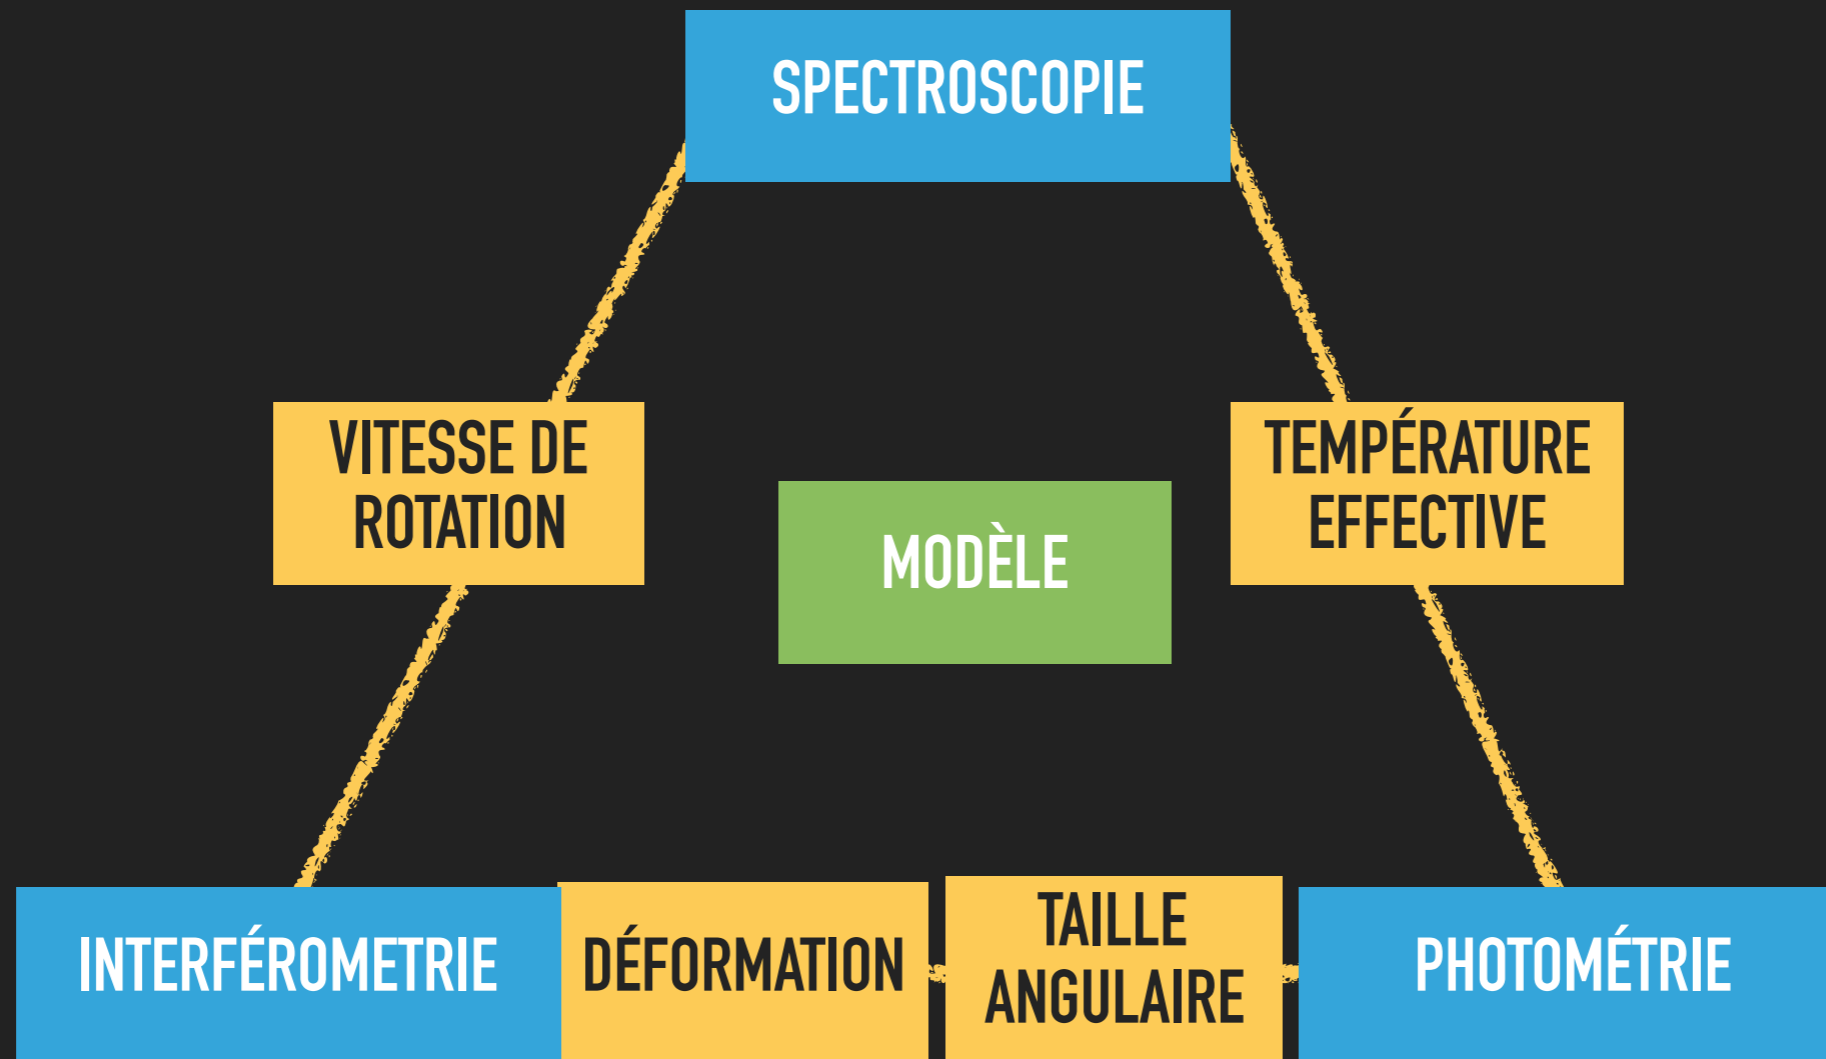 SPECTROSCOPIE
VITESSE DE
ROTATION
TEMPÉRATURE
EFFECTIVE
MODÈLE
INTERFÉROMETRIE
DÉFORMATION
TAILLE
ANGULAIRE
PHOTOMÉTRIE